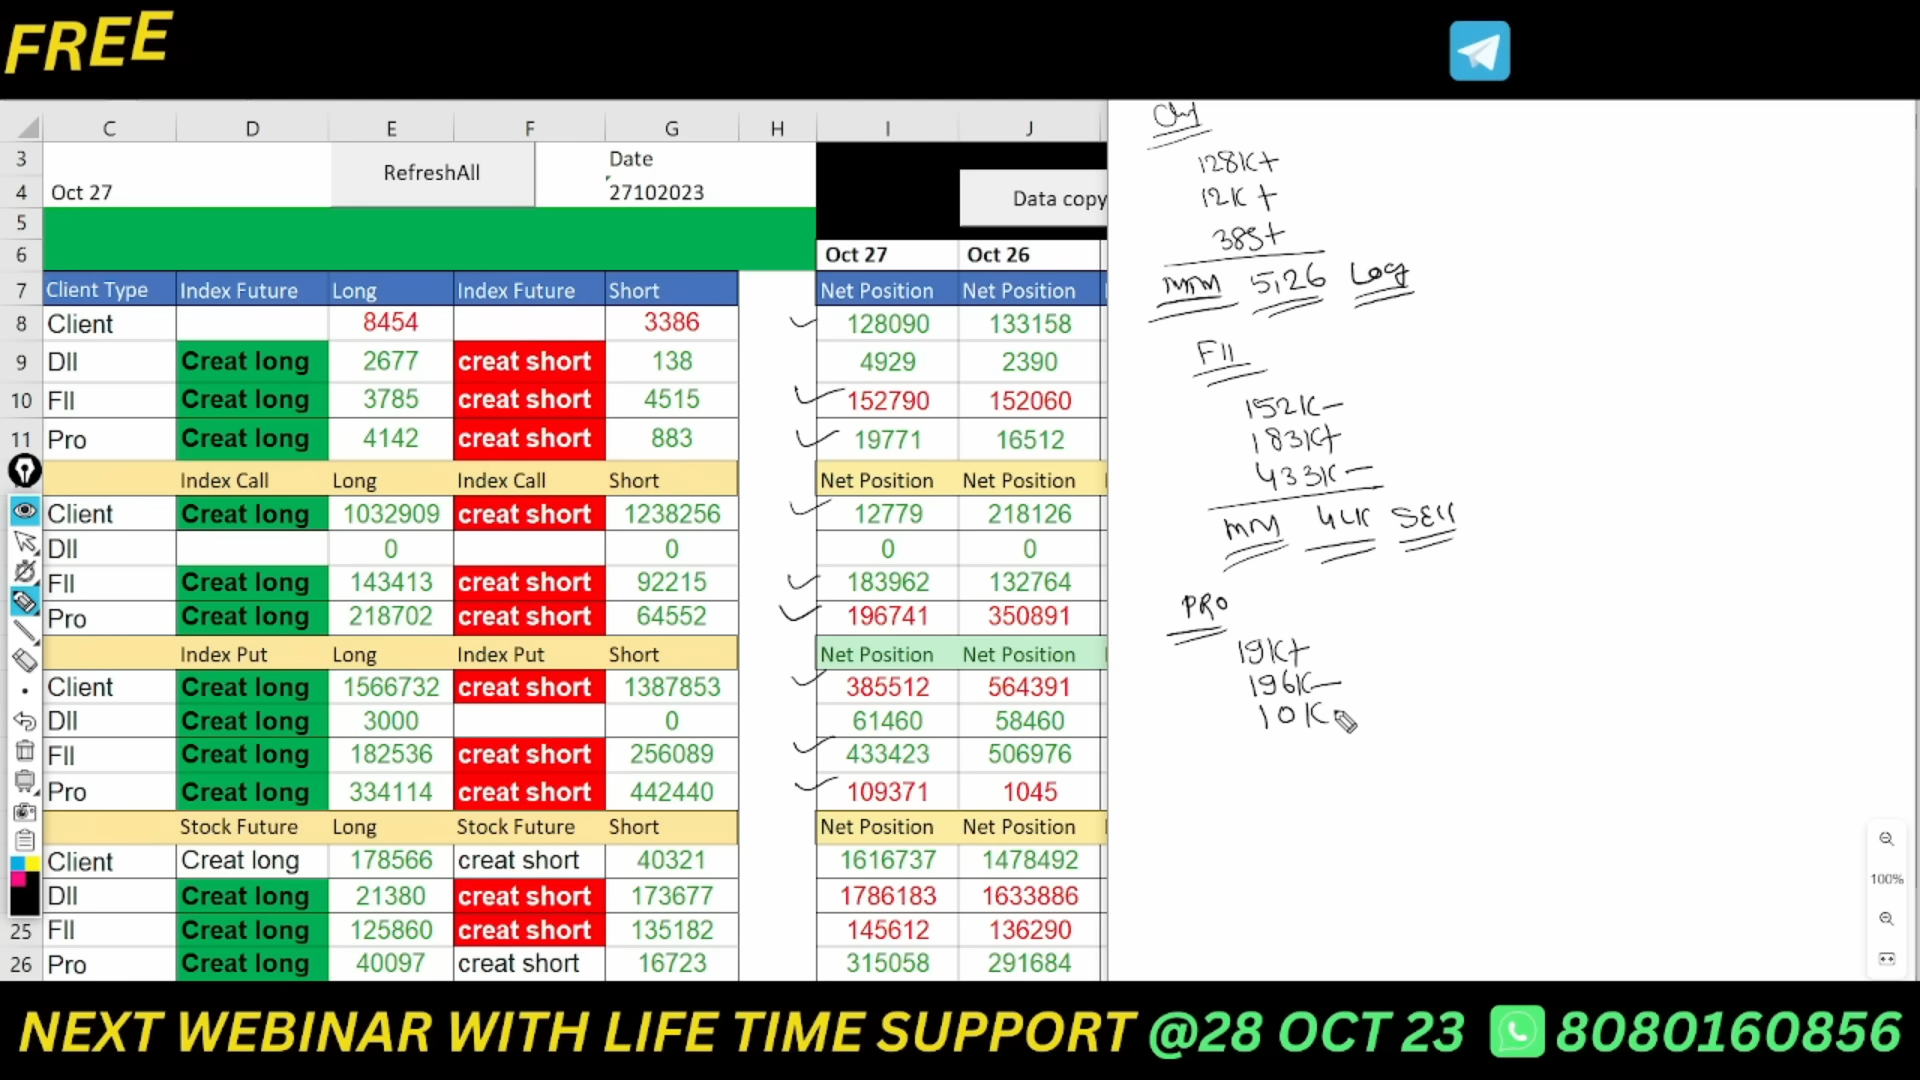 FREE
C D E F G H I J
3 RefreshAll Date
4 Oct 27 27102023 Data copy
5
6 Oct 27 Oct 26
7 Client Type Index Future Long Index Future Short Net Position Net Position
8 Client 8454 3386 128090 133158
9 DII Creat long 2677 creat short 138 4929 2390
10 FII Creat long 3785 creat short 4515 152790 152060
11 Pro Creat long 4142 creat short 883 19771 16512
Index Call Long Index Call Short Net Position Net Position
Client Creat long 1032909 creat short 1238256 12779 218126
DII 0 0 0 0
FII Creat long 143413 creat short 92215 183962 132764
Pro Creat long 218702 creat short 64552 196741 350891
Index Put Long Index Put Short Net Position Net Position
Client Creat long 1566732 creat short 1387853 385512 564391
DII Creat long 3000 0 61460 58460
FII Creat long 182536 creat short 256089 433423 506976
Pro Creat long 334114 creat short 442440 109371 1045
Stock Future Long Stock Future Short Net Position Net Position
Client Creat long 178566 creat short 40321 1616737 1478492
DII Creat long 21380 creat short 173677 1786183 1633886
25 FII Creat long 125860 creat short 135182 145612 136290
26 Pro Creat long 40097 creat short 16723 315058 291684
128K+
12K+
385+
MM 5,26 Log
FII
152K-
183K+
433K-
MM SEll
PRO
19K+
196K-
10K
100%
NEXT WEBINAR WITH LIFE TIME SUPPORT @28 OCT 23 8080160856